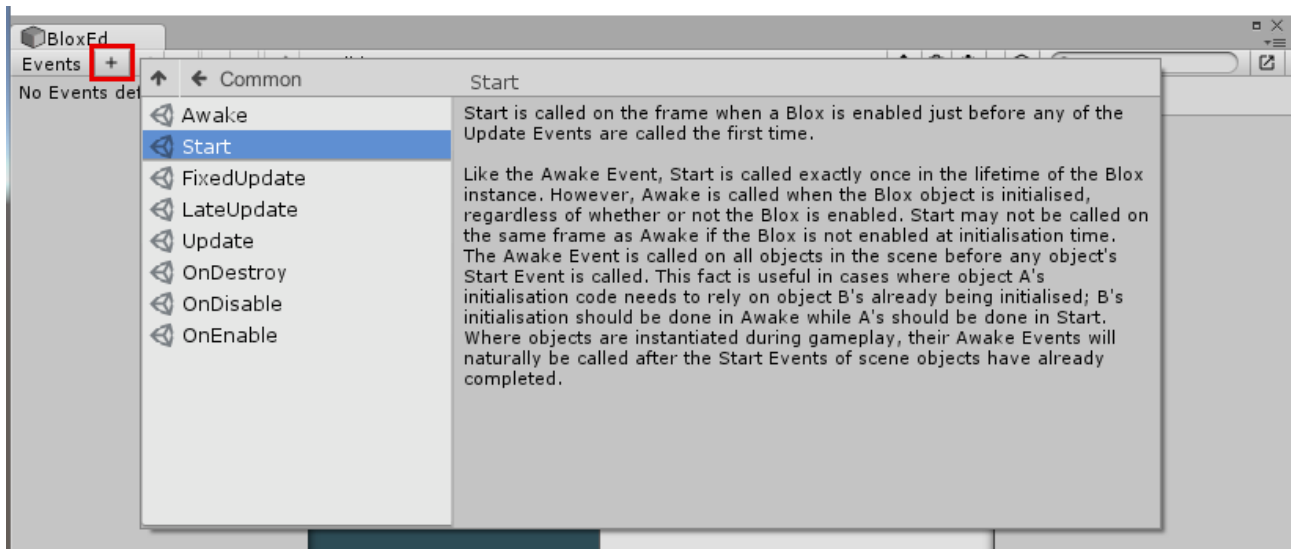 BloxEd
Events +
No Events def
Common
Awake
Start
FixedUpdate
LateUpdate
Update
OnDestroy
OnDisable
OnEnable
Start
Start is called on the frame when a Blox is enabled just before any of the
Update Events are called the first time.
Like the Awake Event, Start is called exactly once in the lifetime of the Blox
instance. However, Awake is called when the Blox object is initialised,
regardless of whether or not the Blox is enabled. Start may not be called on
the same frame as Awake if the Blox is not enabled at initialisation time.
The Awake Event is called on all objects in the scene before any object's
Start Event is called. This fact is useful in cases where object A's
initialisation code needs to rely on object B's already being initialised; B's
initialisation should be done in Awake while A's should be done in Start.
Where objects are instantiated during gameplay, their Awake Events will
naturally be called after the Start Events of scene objects have already
completed.